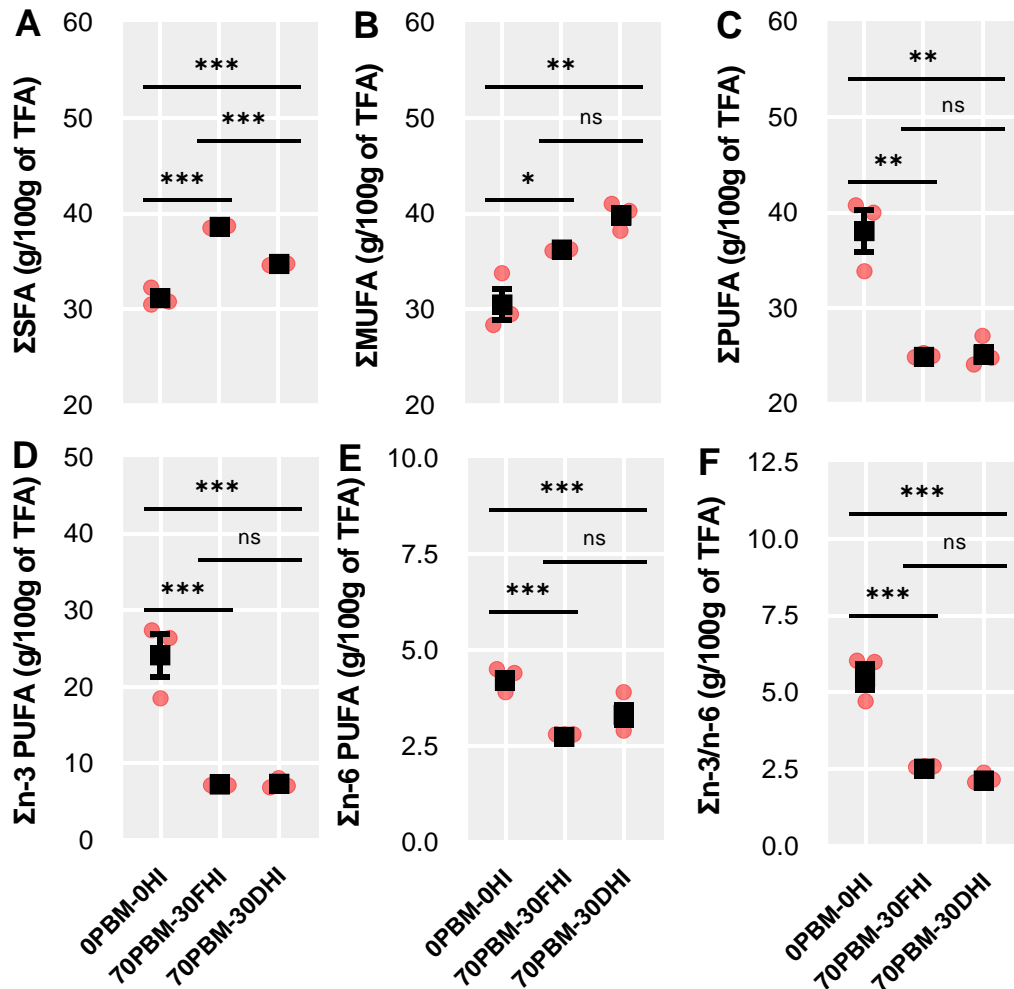 A
ΣSFA (g/100g of TFA)
60
50
40
30
20
***
***
***
B
ΣMUFA (g/100g of TFA)
60
50
40
30
20
**
ns
*
C
ΣPUFA (g/100g of TFA)
60
50
40
30
20
**
ns
**
D
Σn-3 PUFA (g/100g of TFA)
50
40
30
20
10
0
***
ns
***
0PBM-0HI
70PBM-30FHI
70PBM-30DHI
E
Σn-6 PUFA (g/100g of TFA)
10.0
7.5
5.0
2.5
0.0
***
ns
***
0PBM-0HI
70PBM-30FHI
70PBM-30DHI
F
Σn-3/n-6 (g/100g of TFA)
12.5
10.0
7.5
5.0
2.5
0.0
***
ns
***
0PBM-0HI
70PBM-30FHI
70PBM-30DHI